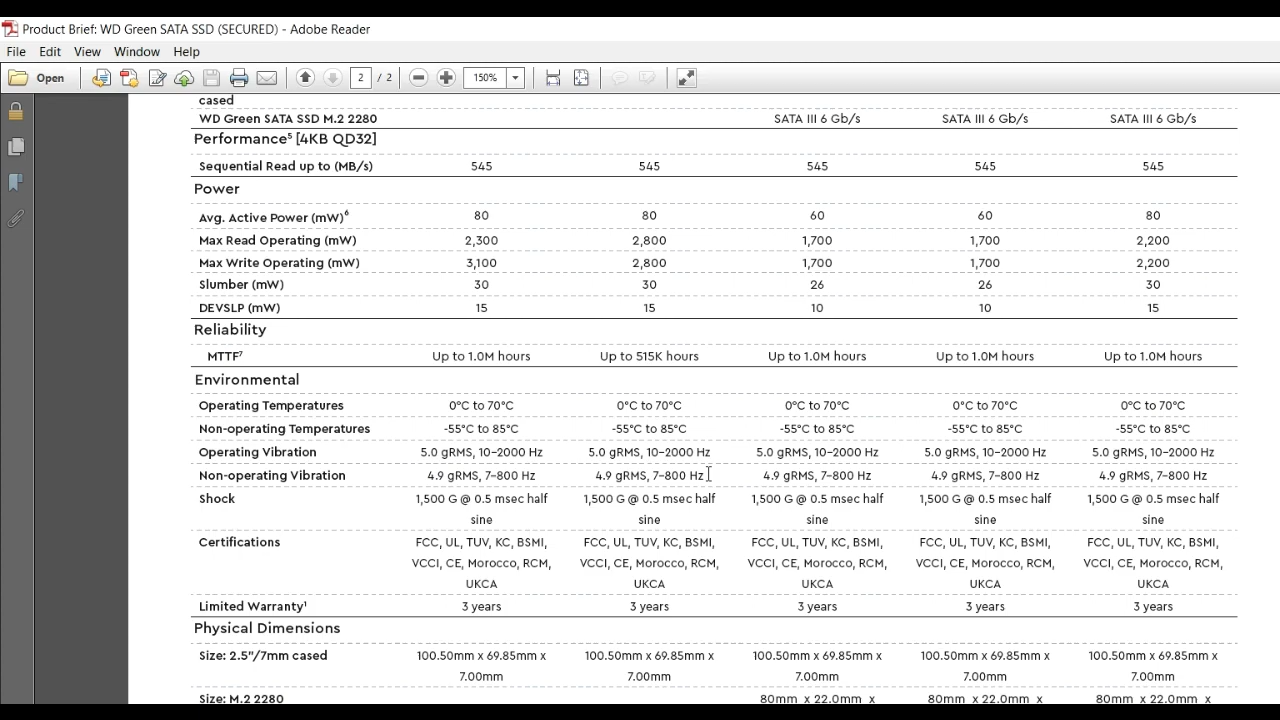 Product Brief: WD Green SATA SSD (SECURED) - Adobe Reader
File Edit View Window Help
Open 2 / 2 150%
cased
WD Green SATA SSD M.2 2280 SATA III 6 Gb/s SATA III 6 Gb/s SATA III 6 Gb/s
Performance⁵ [4KB QD32]
Sequential Read up to (MB/s) 545 545 545 545 545
Power
Avg. Active Power (mW)⁶ 80 80 60 60 80
Max Read Operating (mW) 2,300 2,800 1,700 1,700 2,200
Max Write Operating (mW) 3,100 2,800 1,700 1,700 2,200
Slumber (mW) 30 30 26 26 30
DEVSLP (mW) 15 15 10 10 15
Reliability
MTTF⁷ Up to 1.0M hours Up to 515K hours Up to 1.0M hours Up to 1.0M hours Up to 1.0M hours
Environmental
Operating Temperatures 0°C to 70°C 0°C to 70°C 0°C to 70°C 0°C to 70°C 0°C to 70°C
Non-operating Temperatures -55°C to 85°C -55°C to 85°C -55°C to 85°C -55°C to 85°C -55°C to 85°C
Operating Vibration 5.0 gRMS, 10–2000 Hz 5.0 gRMS, 10–2000 Hz 5.0 gRMS, 10–2000 Hz 5.0 gRMS, 10–2000 Hz 5.0 gRMS, 10–2000 Hz
Non-operating Vibration 4.9 gRMS, 7–800 Hz 4.9 gRMS, 7–800 Hz 4.9 gRMS, 7–800 Hz 4.9 gRMS, 7–800 Hz 4.9 gRMS, 7–800 Hz
Shock 1,500 G @ 0.5 msec half 1,500 G @ 0.5 msec half 1,500 G @ 0.5 msec half 1,500 G @ 0.5 msec half 1,500 G @ 0.5 msec half
sine sine sine sine sine
Certifications FCC, UL, TUV, KC, BSMI, FCC, UL, TUV, KC, BSMI, FCC, UL, TUV, KC, BSMI, FCC, UL, TUV, KC, BSMI, FCC, UL, TUV, KC, BSMI,
VCCI, CE, Morocco, RCM, VCCI, CE, Morocco, RCM, VCCI, CE, Morocco, RCM, VCCI, CE, Morocco, RCM, VCCI, CE, Morocco, RCM,
UKCA UKCA UKCA UKCA UKCA
Limited Warranty¹ 3 years 3 years 3 years 3 years 3 years
Physical Dimensions
Size: 2.5"/7mm cased 100.50mm x 69.85mm x 100.50mm x 69.85mm x 100.50mm x 69.85mm x 100.50mm x 69.85mm x 100.50mm x 69.85mm x
7.00mm 7.00mm 7.00mm 7.00mm 7.00mm
Size: M.2 2280 80mm x 22.0mm x 80mm x 22.0mm x 80mm x 22.0mm x